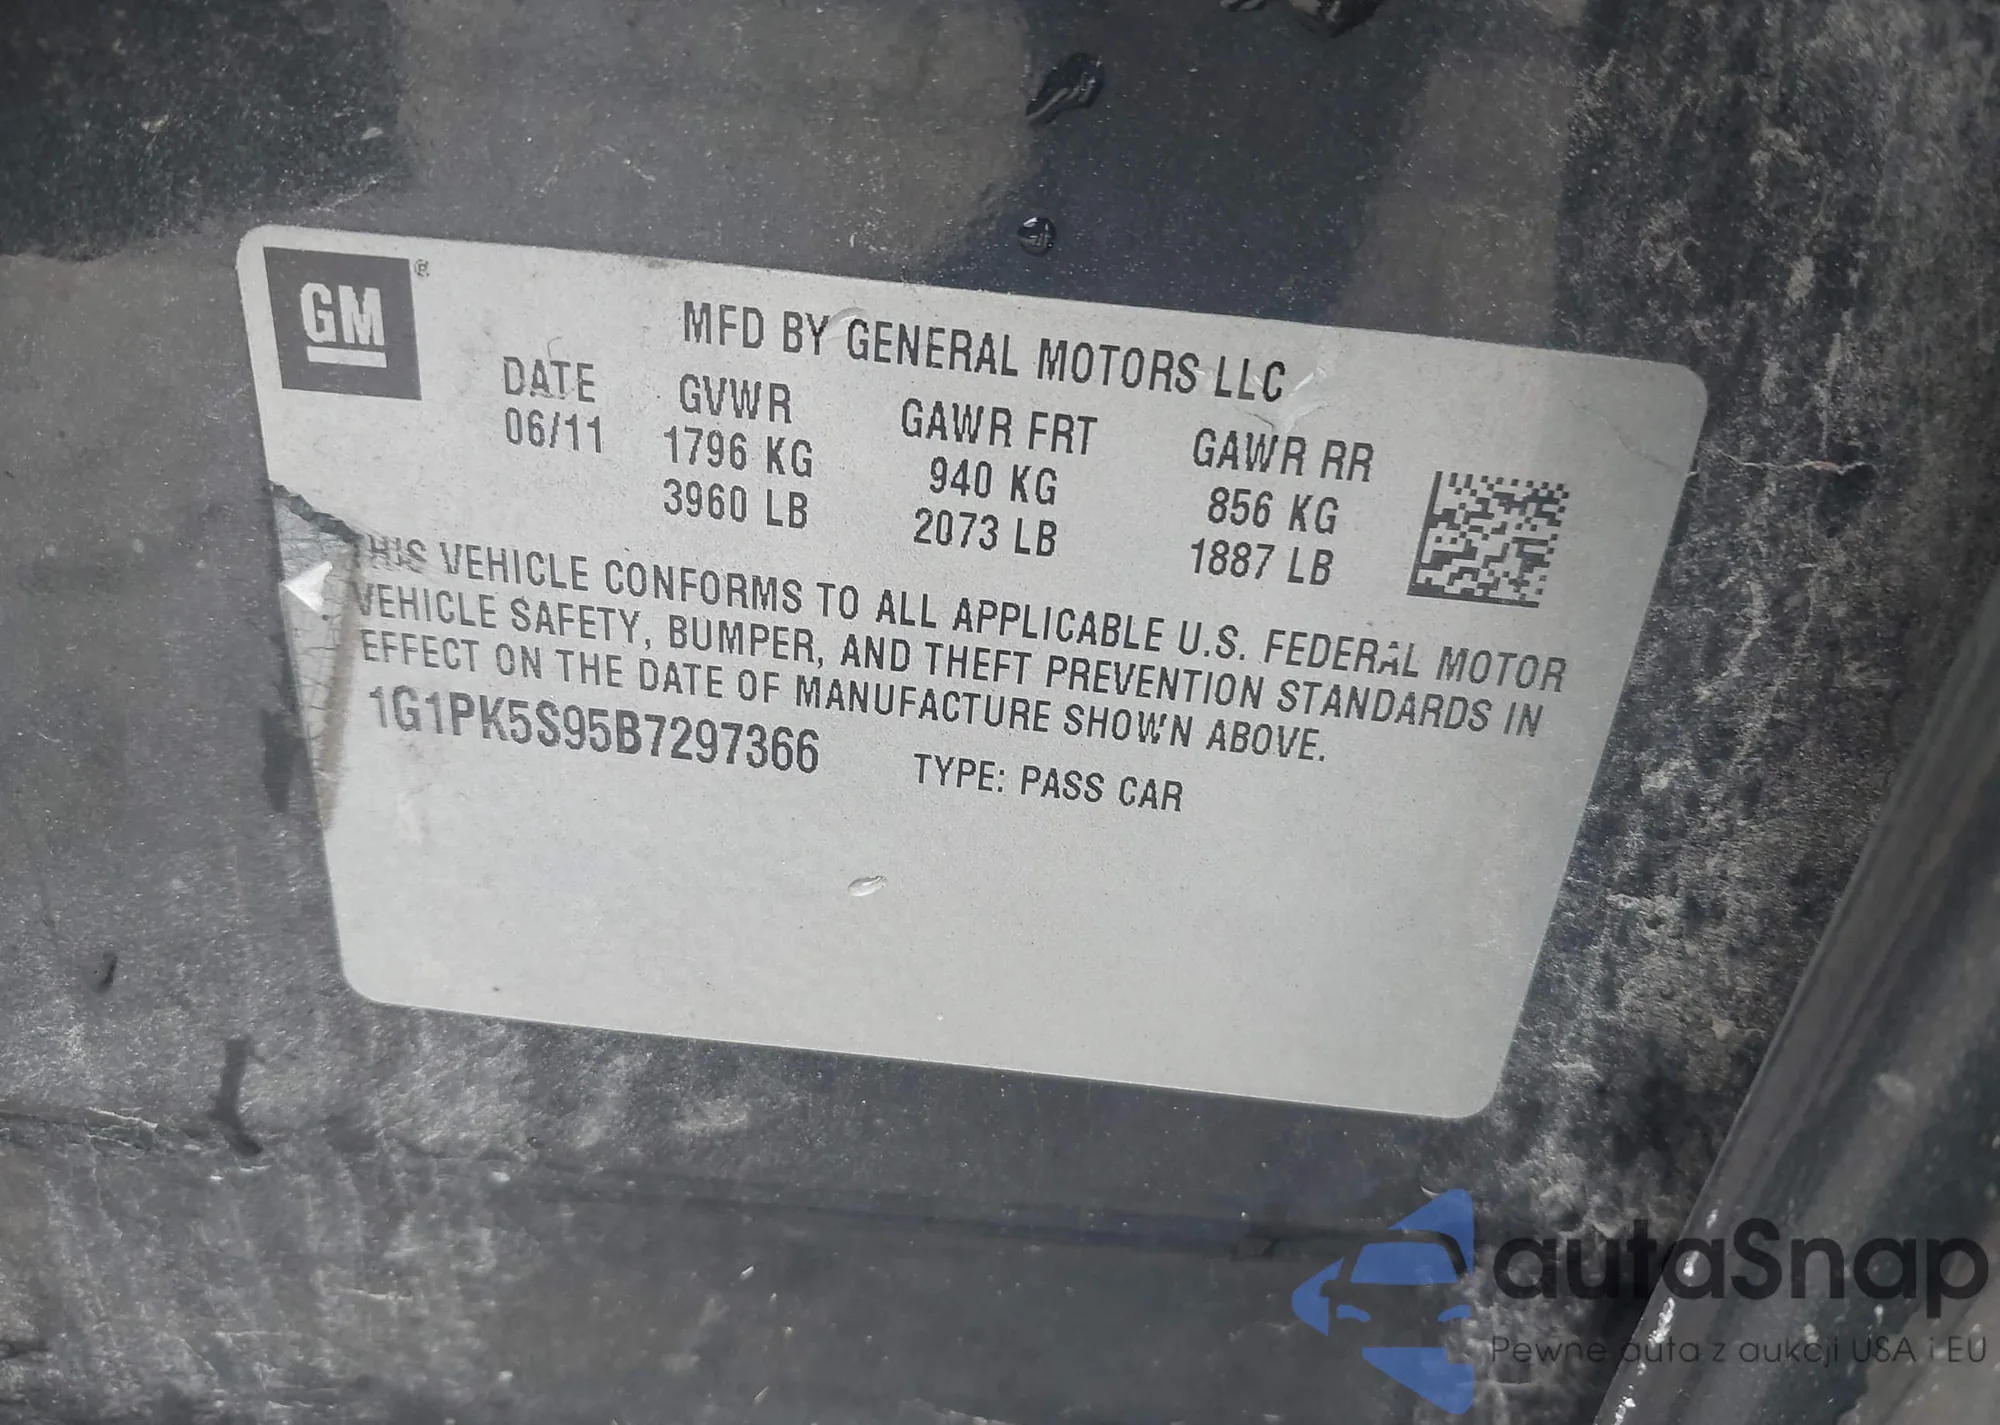 GM ®
MFD BY GENERAL MOTORS LLC
DATE GVWR GAWR FRT GAWR RR
06/11 1796 KG 940 KG 856 KG
3960 LB 2073 LB 1887 LB
THIS VEHICLE CONFORMS TO ALL APPLICABLE U.S. FEDERAL MOTOR
VEHICLE SAFETY, BUMPER, AND THEFT PREVENTION STANDARDS IN
EFFECT ON THE DATE OF MANUFACTURE SHOWN ABOVE.
1G1PK5S95B7297366 TYPE: PASS CAR
autaSnap
Pewne auta z aukcji USA i EU